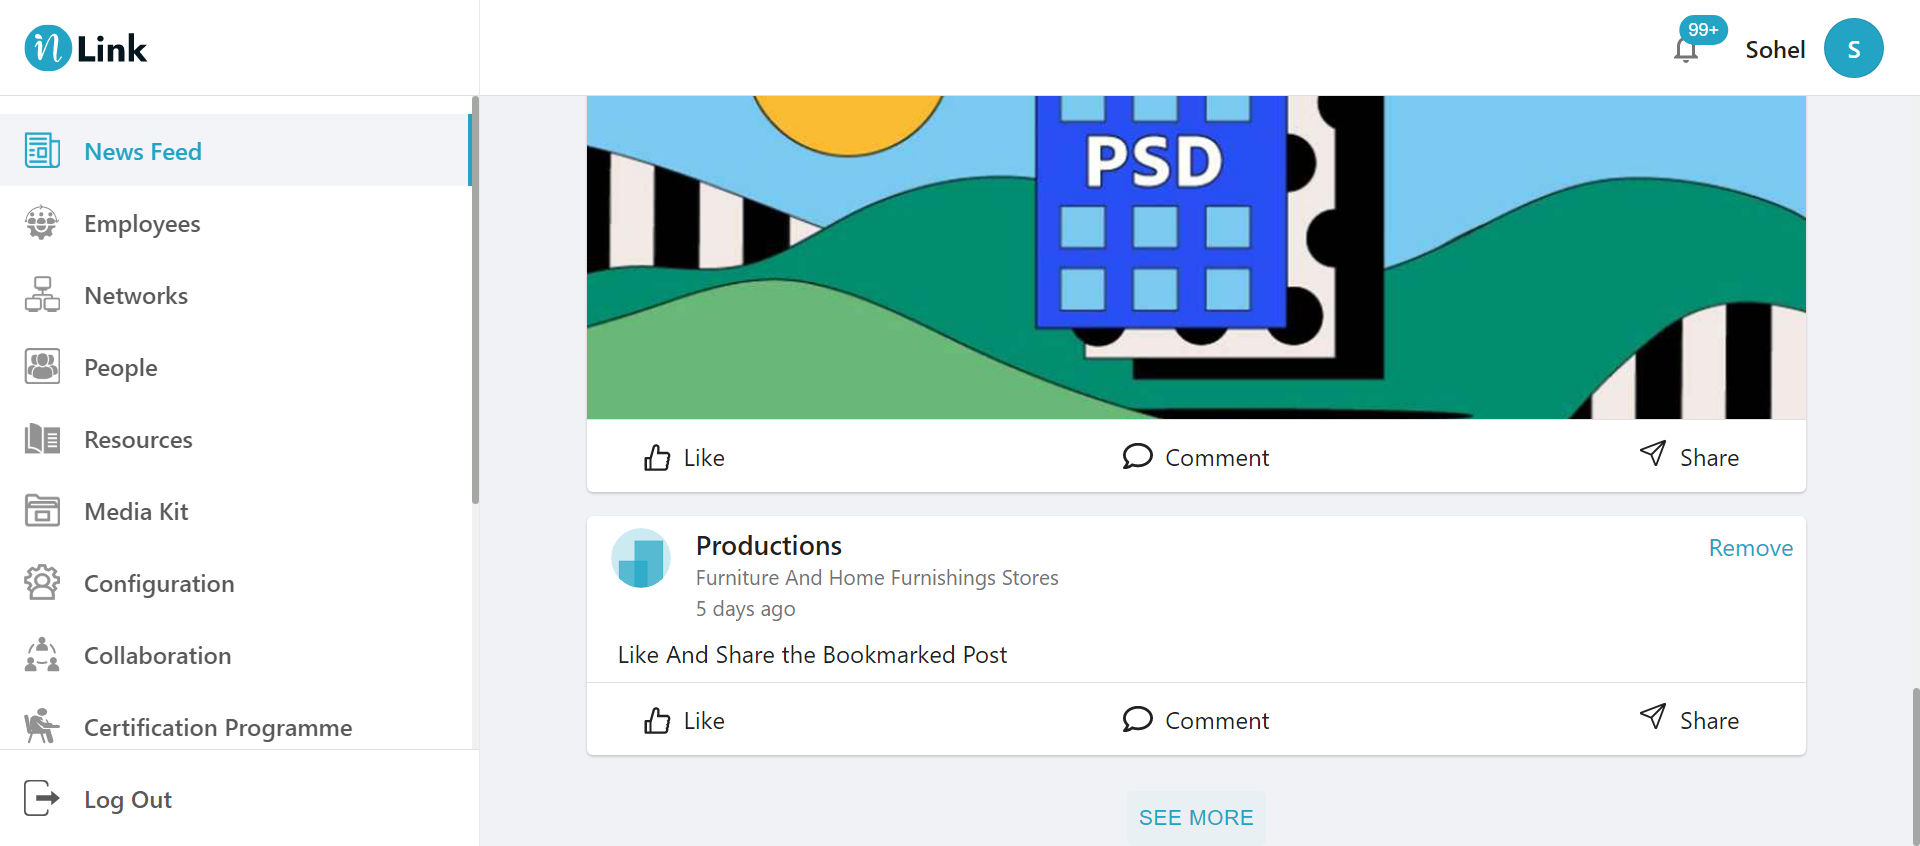 n Link
99+
Sohel
S
News Feed
Employees
Networks
People
Resources
Media Kit
Configuration
Collaboration
Certification Programme
Log Out
PSD
Like
Comment
Share
Productions
Remove
Furniture And Home Furnishings Stores
5 days ago
Like And Share the Bookmarked Post
Like
Comment
Share
SEE MORE